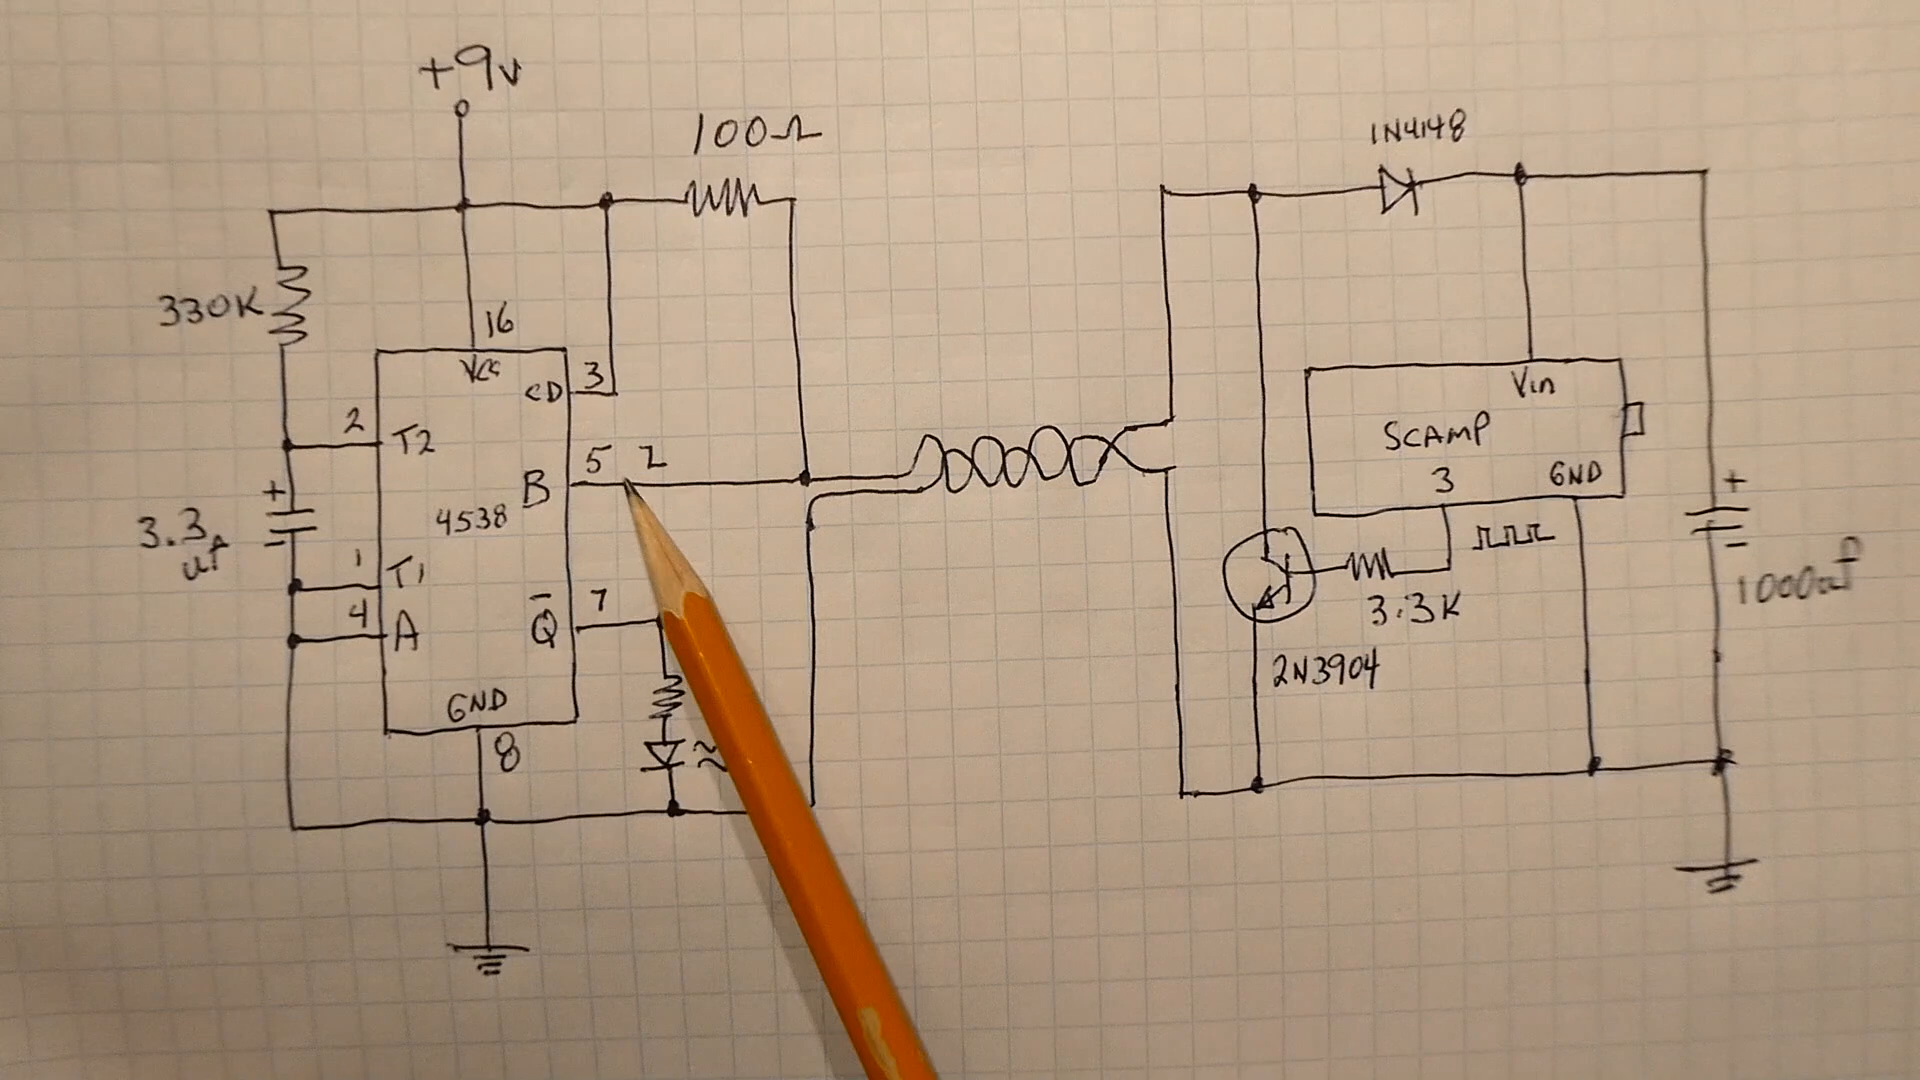 +9v
100Ω
1N4148
330K
16
Vcc
CD 3
2 T2
Vin
SCAMP
3 GND
B 5
4538
+
3.3
uf
-
1 T1
4 A
Q̅ 7
GND
8
3.3K
2N3904
+
-
1000uf